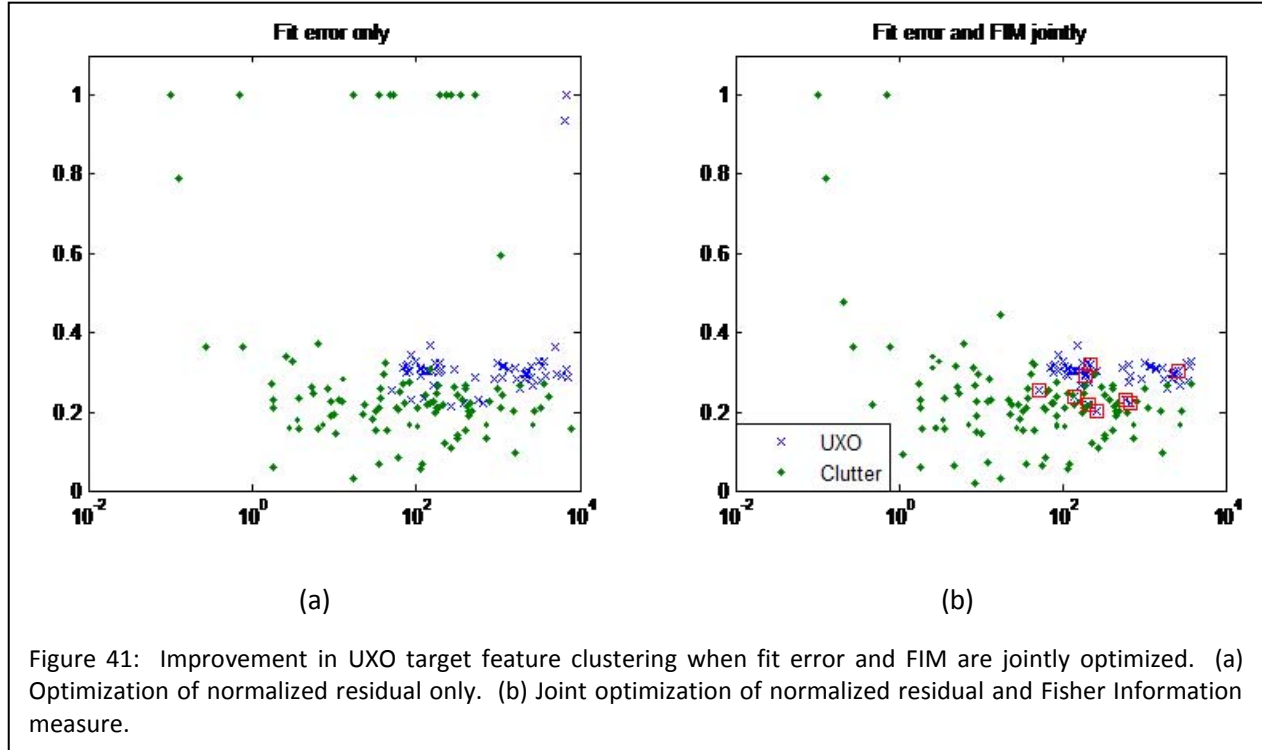 Fit error only
Fit error and FIM jointly
1
0.8
0.6
0.4
0.2
0
10^-2
10^0
10^2
10^4
1
0.8
0.6
0.4
0.2
0
UXO
Clutter
10^-2
10^0
10^2
10^4
(a)
(b)
Figure 41: Improvement in UXO target feature clustering when fit error and FIM are jointly optimized. (a)
Optimization of normalized residual only. (b) Joint optimization of normalized residual and Fisher Information
measure.